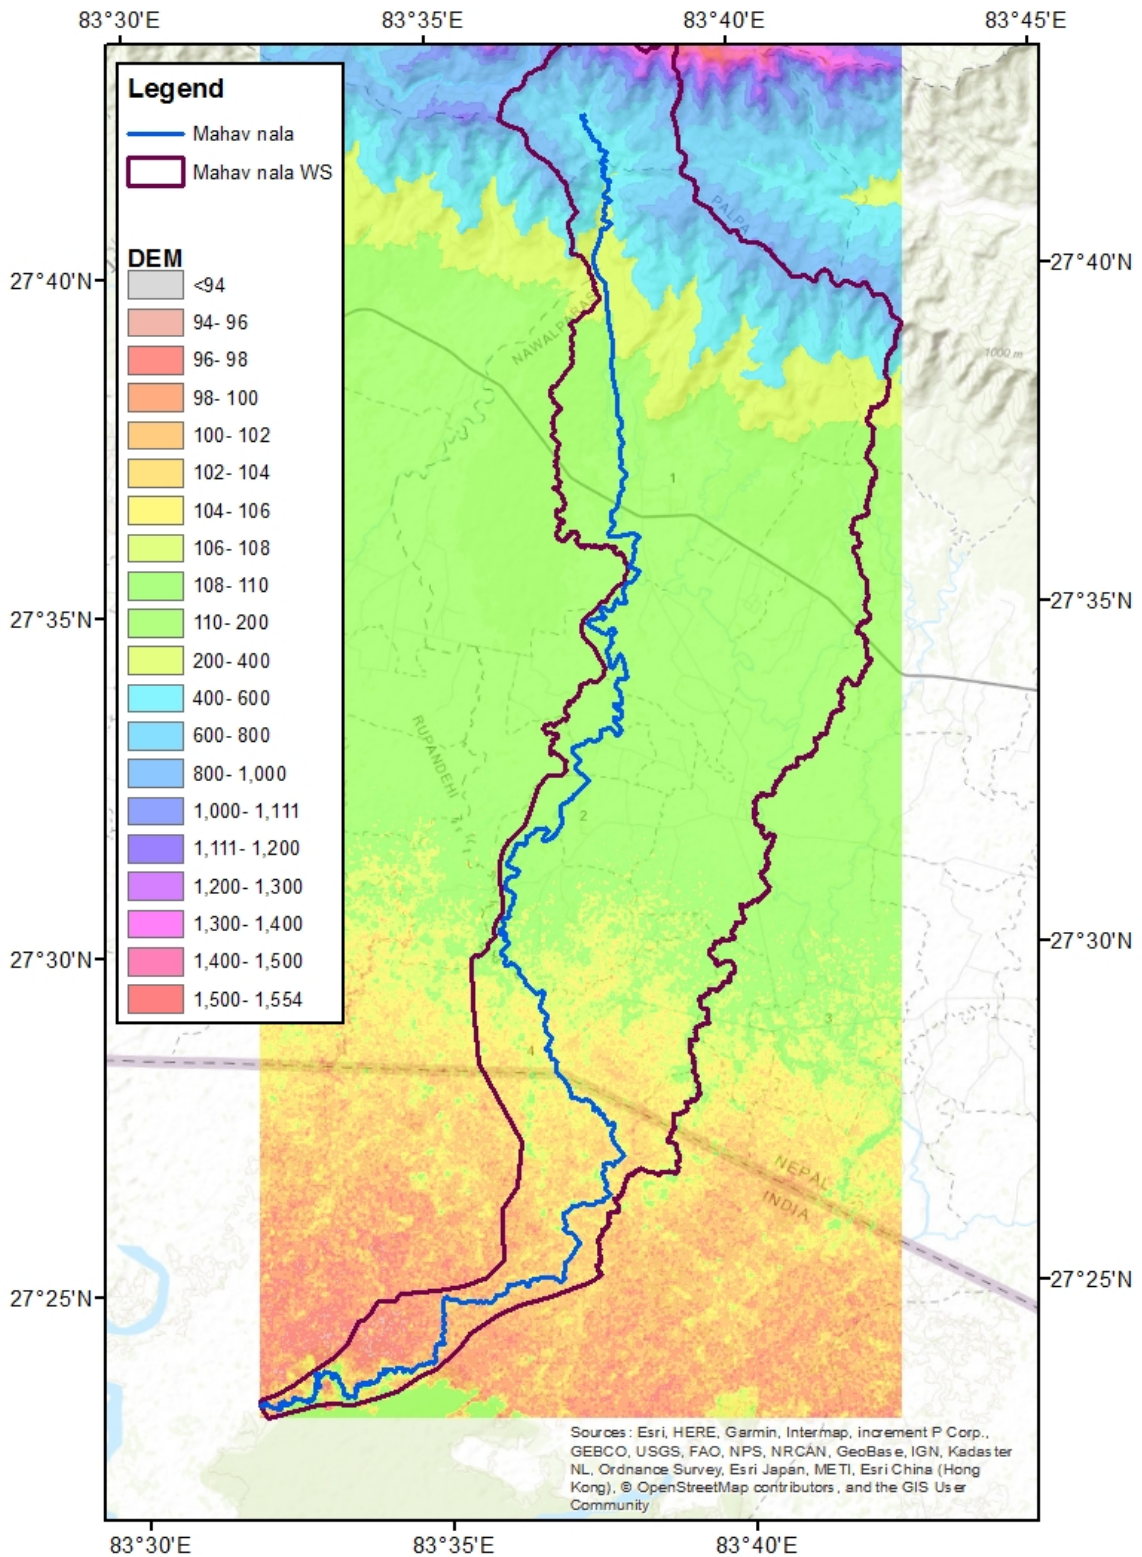 83°30'E 83°35'E 83°40'E 83°45'E
Legend
Mahav nala
Mahav nala WS
DEM
<94
94- 96
96- 98
98- 100
100- 102
102- 104
104- 106
106- 108
108- 110
110- 200
200- 400
400- 600
600- 800
800- 1,000
1,000- 1,111
1,111- 1,200
1,200- 1,300
1,300- 1,400
1,400- 1,500
1,500- 1,554
27°40'N
27°35'N
27°30'N
27°25'N
PALPA
1000 m
1
RUPANDEHI
2
3
4
NEPAL
INDIA
27°40'N
27°35'N
27°30'N
27°25'N
Sources: Esri, HERE, Garmin, Intermap, increment P Corp.,
GEBCO, USGS, FAO, NPS, NRCAN, GeoBase, IGN, Kadaster
NL, Ordnance Survey, Esri Japan, METI, Esri China (Hong
Kong), © OpenStreetMap contributors, and the GIS User
Community
83°30'E 83°35'E 83°40'E